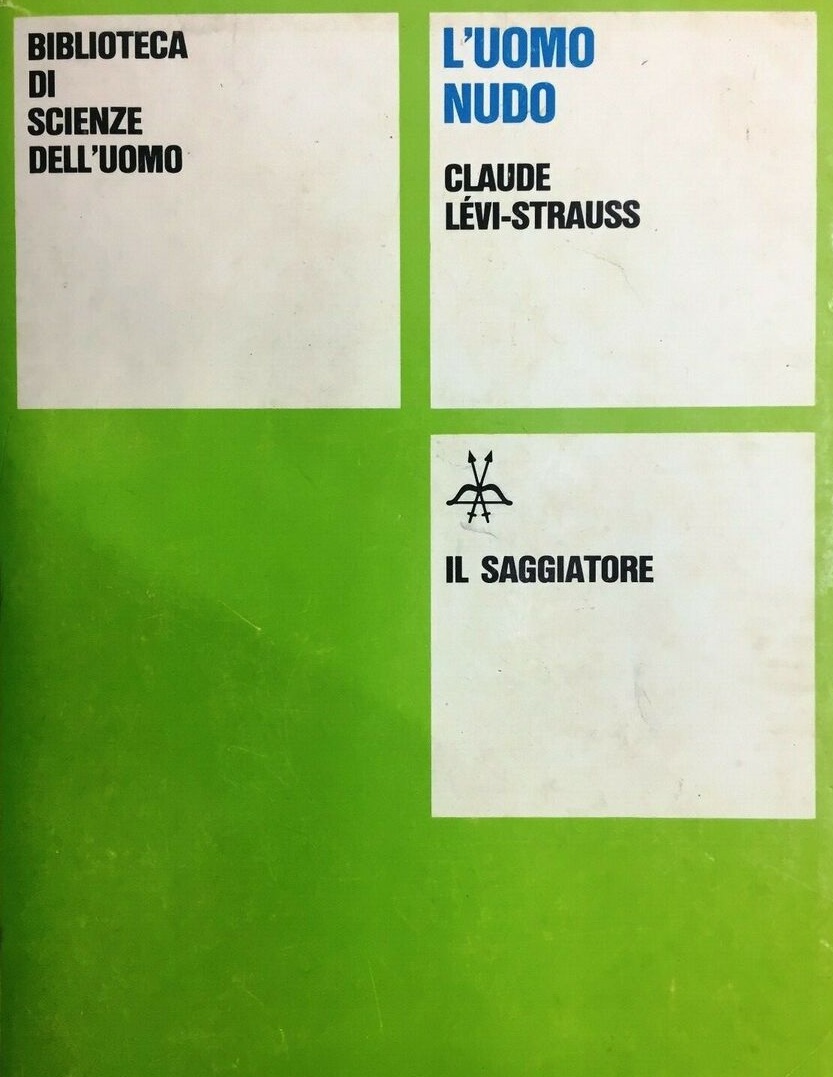 BIBLIOTECA
DI
SCIENZE
DELL'UOMO
L'UOMO
NUDO
CLAUDE
LÉVI-STRAUSS
IL SAGGIATORE